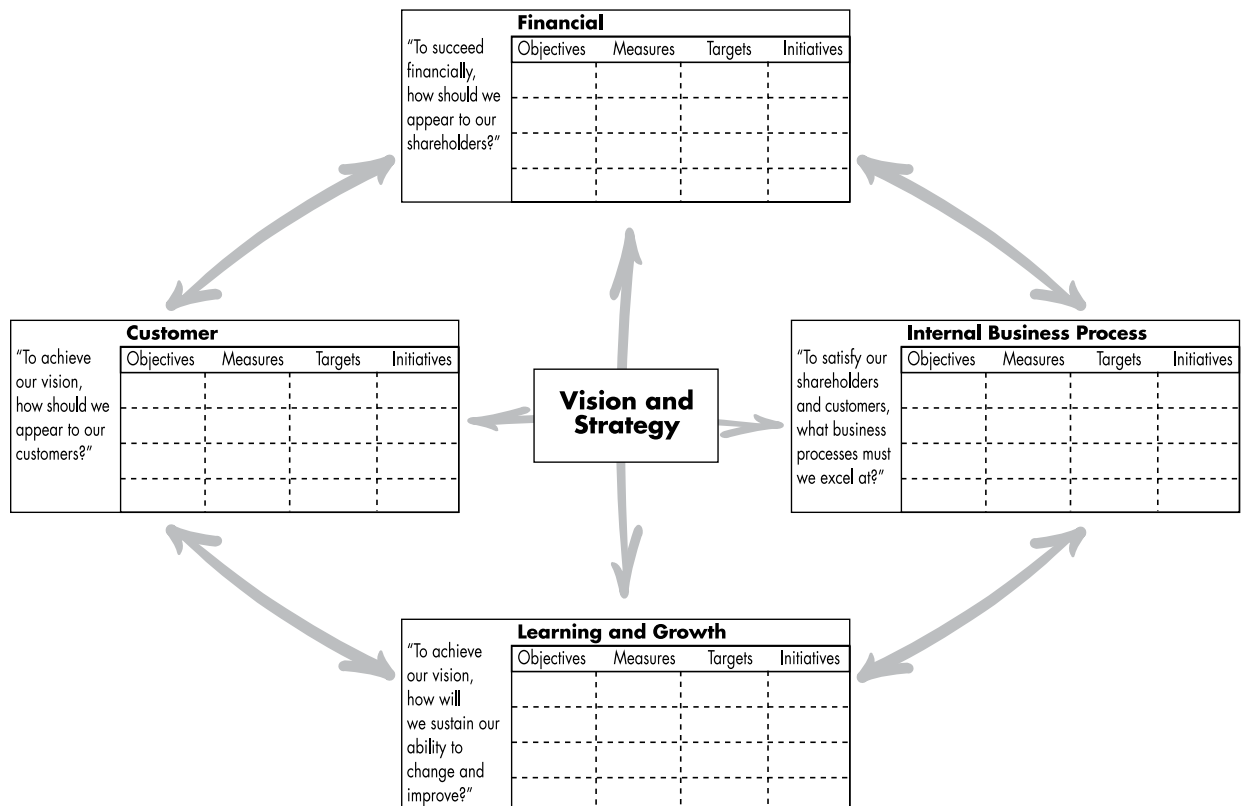 Financial
"To succeed
financially,
how should we
appear to our
shareholders?"
Objectives Measures Targets Initiatives
Customer
"To achieve
our vision,
how should we
appear to our
customers?"
Objectives Measures Targets Initiatives
Vision and
Strategy
Internal Business Process
"To satisfy our
shareholders
and customers,
what business
processes must
we excel at?"
Objectives Measures Targets Initiatives
Learning and Growth
"To achieve
our vision,
how will
we sustain our
ability to
change and
improve?"
Objectives Measures Targets Initiatives